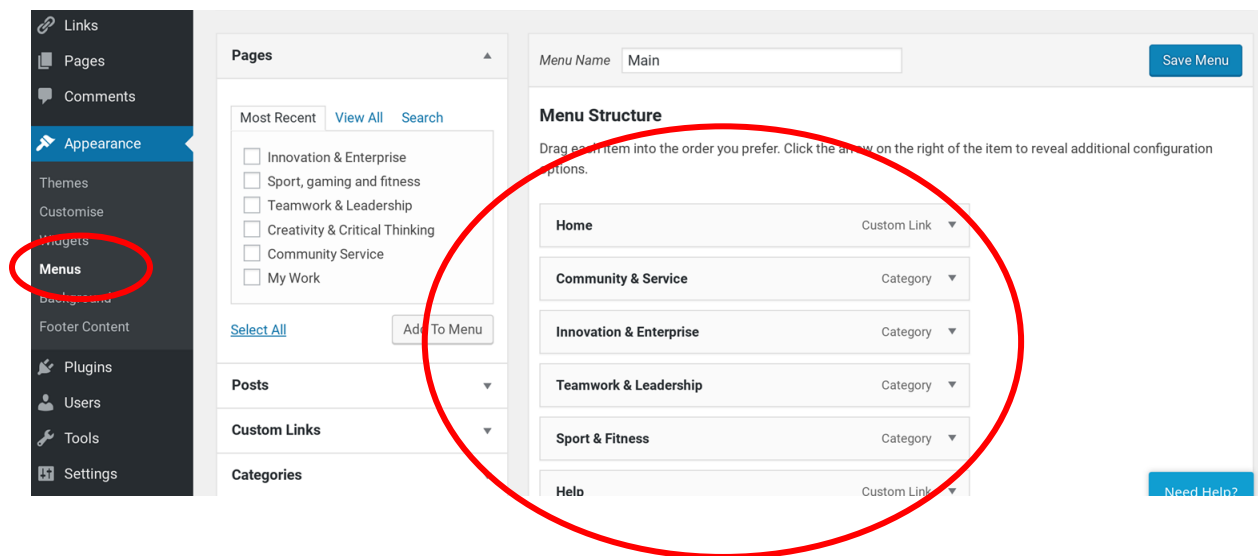 Links
Pages
Comments
Appearance
Themes
Customise
Widgets
Menus
Background
Footer Content
Plugins
Users
Tools
Settings
Pages
Most Recent View All Search
Innovation & Enterprise
Sport, gaming and fitness
Teamwork & Leadership
Creativity & Critical Thinking
Community Service
My Work
Select All Add To Menu
Posts
Custom Links
Categories
Menu Name Main Save Menu
Menu Structure
Drag each item into the order you prefer. Click the arrow on the right of the item to reveal additional configuration
options.
Home Custom Link
Community & Service Category
Innovation & Enterprise Category
Teamwork & Leadership Category
Sport & Fitness Category
Help Custom Link
Need Help?